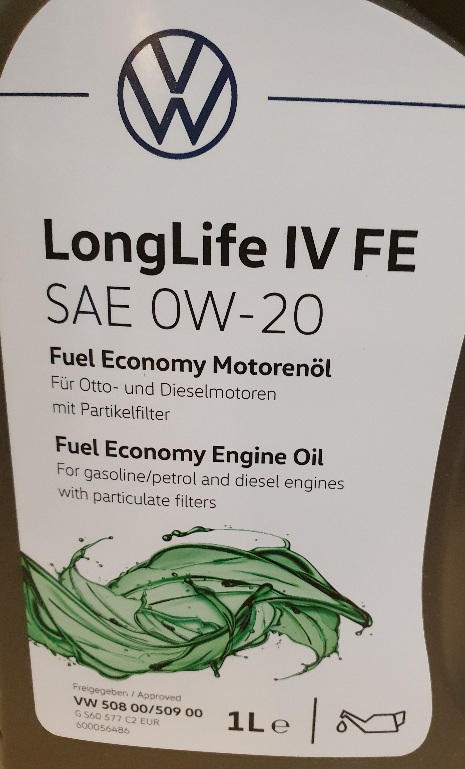 LongLife IV FE
SAE 0W-20
Fuel Economy Motorenöl
Für Otto- und Dieselmotoren
mit Partikelfilter
Fuel Economy Engine Oil
For gasoline/petrol and diesel engines
with particulate filters
Freigegeben / Approved
VW 508 00/509 00
G S60 577 C2 EUR
600056486
1L e